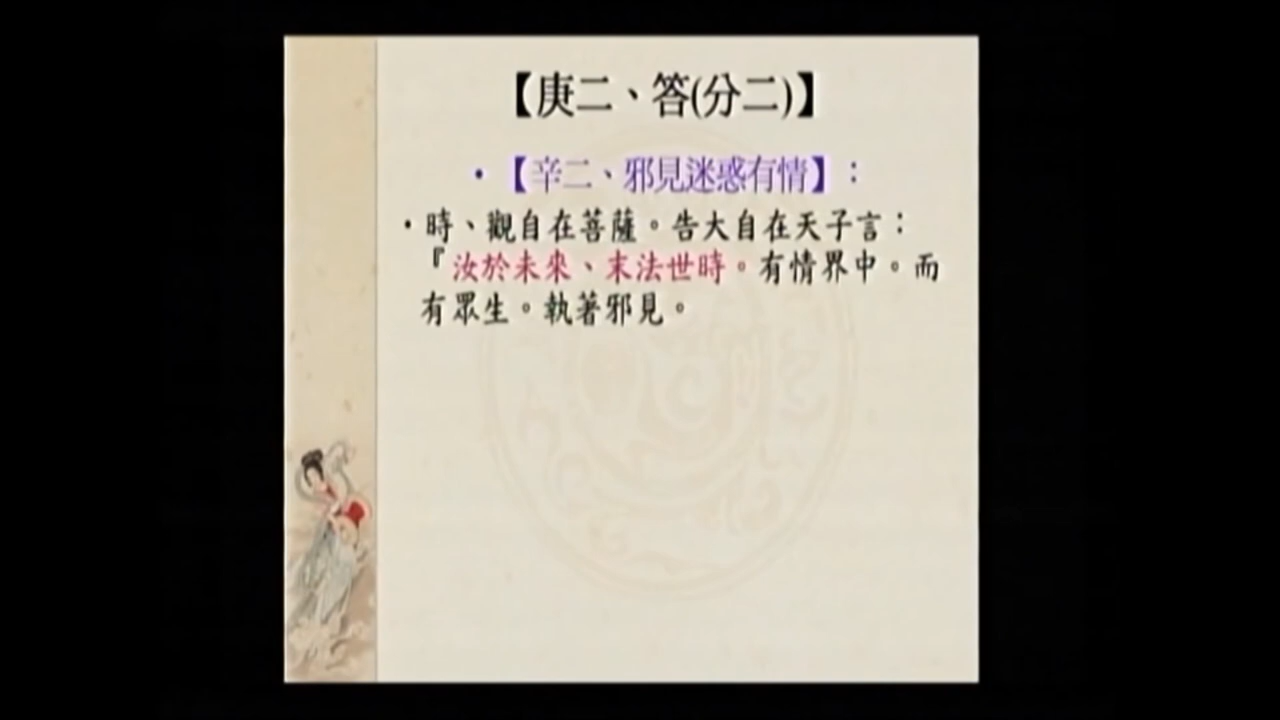 【庚二、答(分二)】
•【辛二、邪見迷惑有情】：
•時、觀自在菩薩。告大自在天子言：
『汝於未來、末法世時。有情界中。而
有眾生。執著邪見。